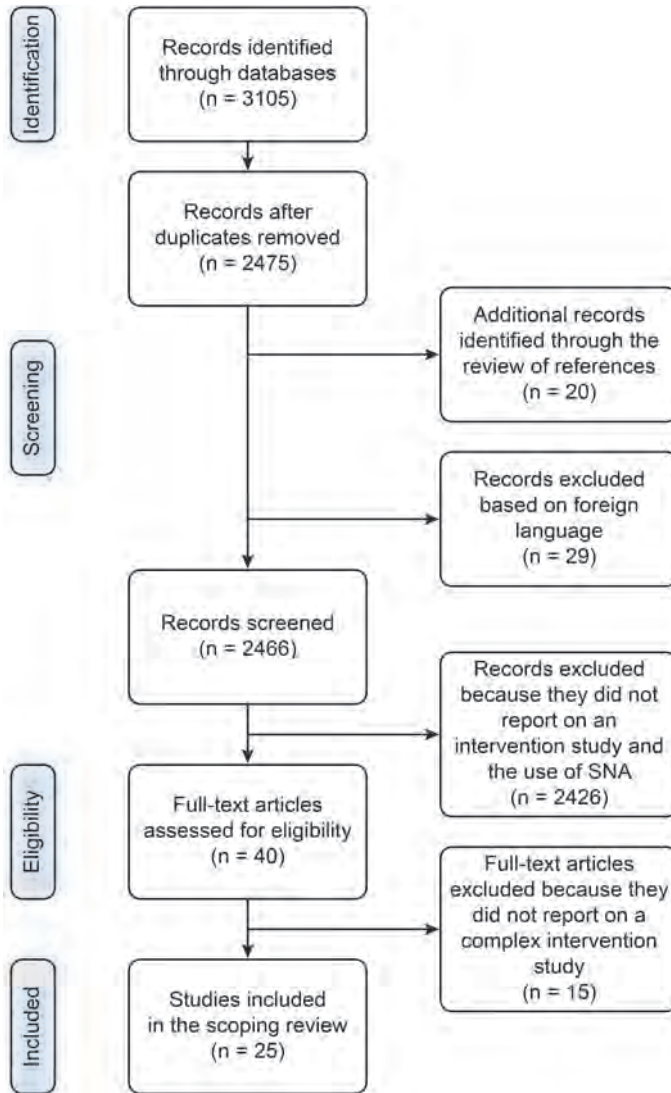 Identification
Records identified
through databases
(n = 3105)
Records after
duplicates removed
(n = 2475)
Screening
Additional records
identified through the
review of references
(n = 20)
Records excluded
based on foreign
language
(n = 29)
Records screened
(n = 2466)
Records excluded
because they did not
report on an
intervention study and
the use of SNA
(n = 2426)
Eligibility
Full-text articles
assessed for eligibility
(n = 40)
Full-text articles
excluded because they
did not report on a
complex intervention
study
(n = 15)
Included
Studies included
in the scoping review
(n = 25)